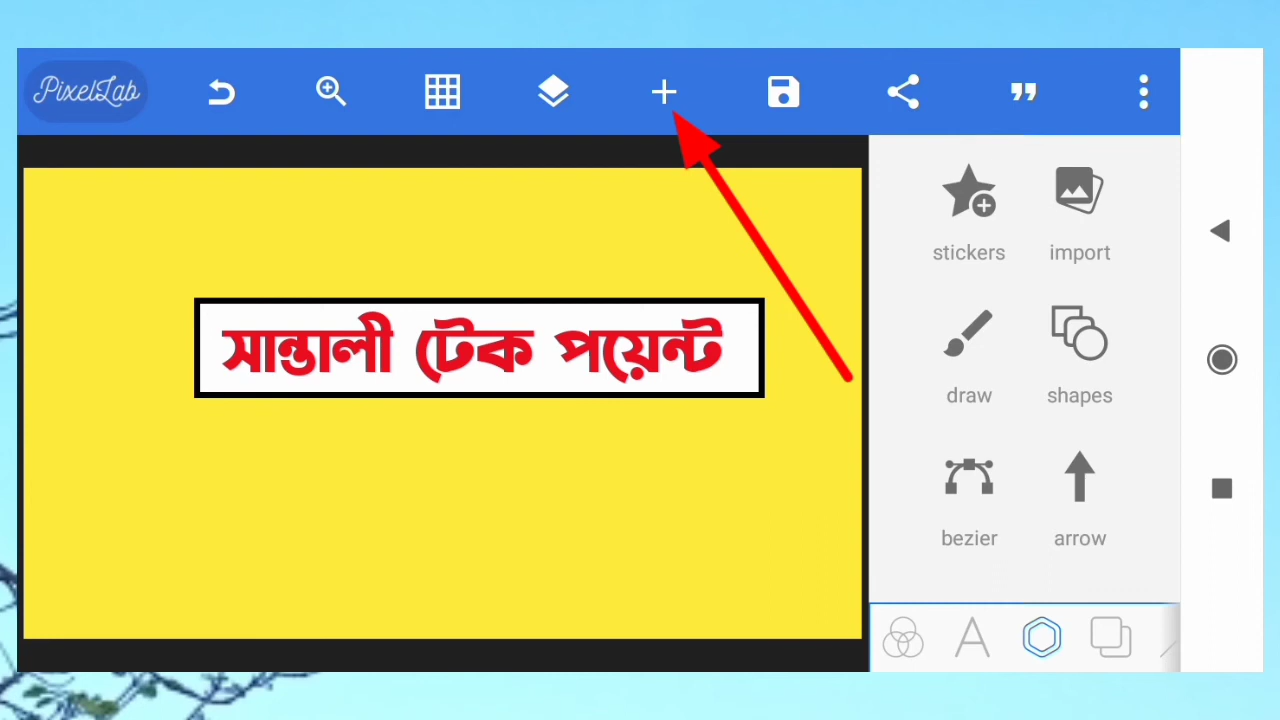 PixelLab
stickers import
সান্তালী টেক পয়েন্ট
draw shapes
bezier arrow